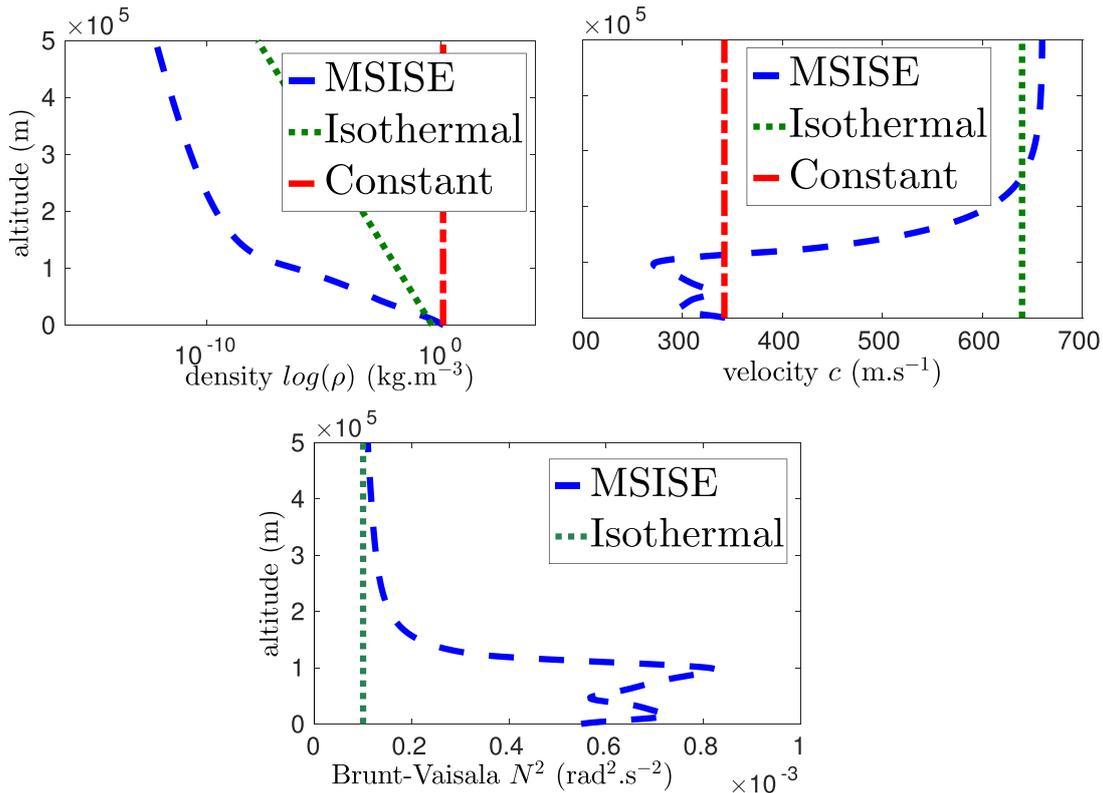 ×10^5
5
4
3
2
1
0
altitude (m)
MSISE
Isothermal
Constant
10^-10
10^0
density log(ρ) (kg.m^−3)
×10^5
MSISE
Isothermal
Constant
00 300 400 500 600 700
velocity c (m.s^−1)
×10^5
5
4
3
2
1
0
altitude (m)
MSISE
Isothermal
0 0.2 0.4 0.6 0.8 1
Brunt-Vaisala N^2 (rad^2.s^−2)
×10^-3